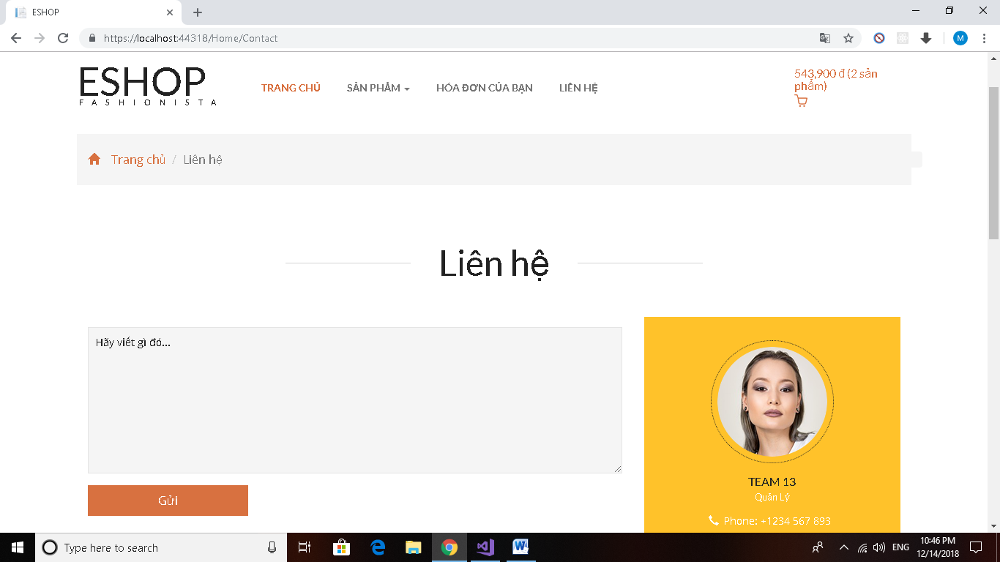 ESHOP
https://localhost:44318/Home/Contact
M
ESHOP
FASHIONISTA
TRANG CHỦ
SẢN PHẨM
HÓA ĐƠN CỦA BẠN
LIÊN HỆ
543,900 đ (2 sản
phẩm)
Trang chủ / Liên hệ
Liên hệ
Hãy viết gì đó...
Gửi
TEAM 13
Quản Lý
Phone: +1234 567 893
Type here to search
ENG
10:46 PM
12/14/2018